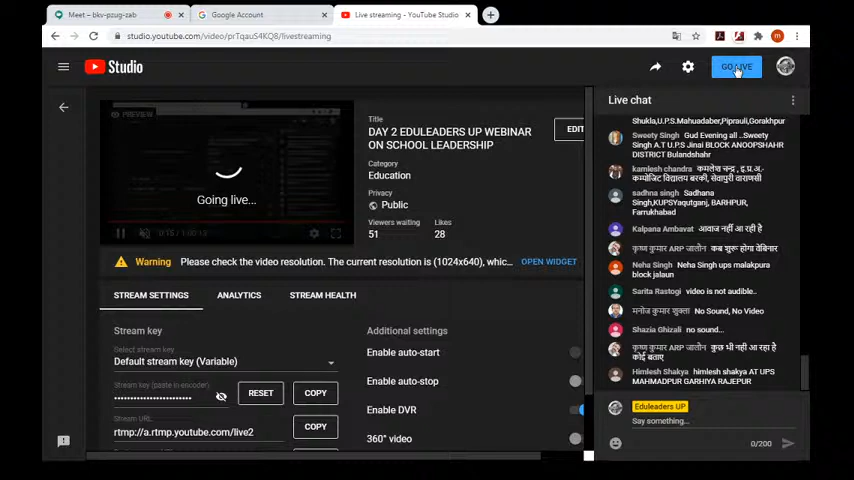 Meet – bkv-pzug-zab
Google Account
Live streaming - YouTube Studio
studio.youtube.com/video/prTqauS4KQ8/livestreaming
Studio
GO LIVE
PREVIEW
Going live...
Title
DAY 2 EDULEADERS UP WEBINAR
ON SCHOOL LEADERSHIP
EDIT
Category
Education
Privacy
Public
Viewers waiting
51
Likes
28
Warning Please check the video resolution. The current resolution is (1024x640), whic...
OPEN WIDGET
STREAM SETTINGS
ANALYTICS
STREAM HEALTH
Stream key
Select stream key
Default stream key (Variable)
Stream key (paste in encoder)
••••••••••••••••••
RESET
COPY
Stream URL
rtmp://a.rtmp.youtube.com/live2
COPY
Additional settings
Enable auto-start
Enable auto-stop
Enable DVR
360° video
Live chat
Shukla,U.P.S.Mahuadaber,Piprauli,Gorakhpur
Sweety Singh Gud Evening all ..Sweety
Singh A.T U.P.S Jinai BLOCK ANOOPSHAHR
DISTRICT Bulandshahr
kamlesh chandra कमलेश चन्द्र , इ.प्र.अ.-
कम्पोजिट विद्यालय बरकी, सेवापुरी वाराणसी
sadhna singh Sadhana
Singh,KUPSYaqutganj, BARHPUR,
Farrukhabad
Kalpana Ambavat आवाज नहीं आ रही है
कृष्ण कुमार ARP जालौन कब शुरू होगा वेबिनार
Neha Singh Neha Singh ups malakpura
block jalaun
Sarita Rastogi video is not audible..
मनोज कुमार शुक्ला No Sound, No Video
Shazia Ghizali no sound...
कृष्ण कुमार ARP जालौन कुछ भी नही आ रहा है
कोई बताए
Himlesh Shakya himlesh shakya AT UPS
MAHMADPUR GARHIYA RAJEPUR
Eduleaders UP
Say something...
0/200